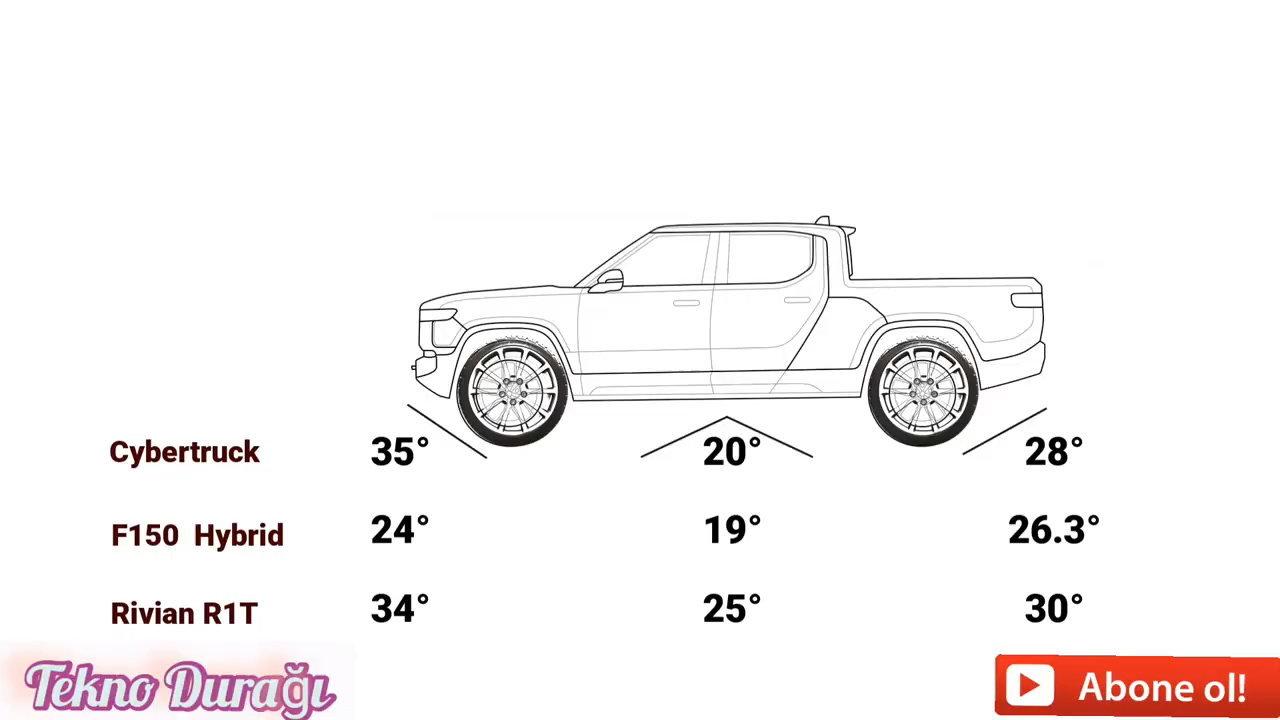 Cybertruck 35° 20° 28°
F150 Hybrid 24° 19° 26.3°
Rivian R1T 34° 25° 30°
Tekno Durağı
Abone ol!